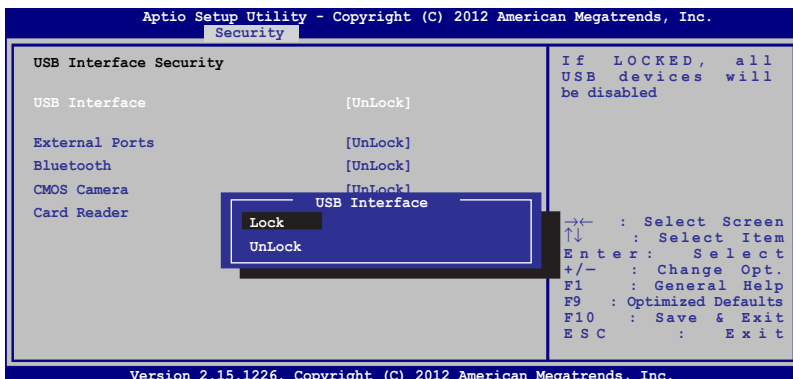 Aptio Setup Utility - Copyright (C) 2012 American Megatrends, Inc.
Security
USB Interface Security
USB Interface [UnLock]
External Ports [UnLock]
Bluetooth [UnLock]
CMOS Camera [UnLock]
Card Reader
USB Interface
Lock
UnLock
If LOCKED, all
USB devices will
be disabled
→← : Select Screen
↑↓ : Select Item
Enter: Select
+/— : Change Opt.
F1 : General Help
F9 : Optimized Defaults
F10 : Save & Exit
ESC : Exit
Version 2.15.1226. Copyright (C) 2012 American Megatrends, Inc.